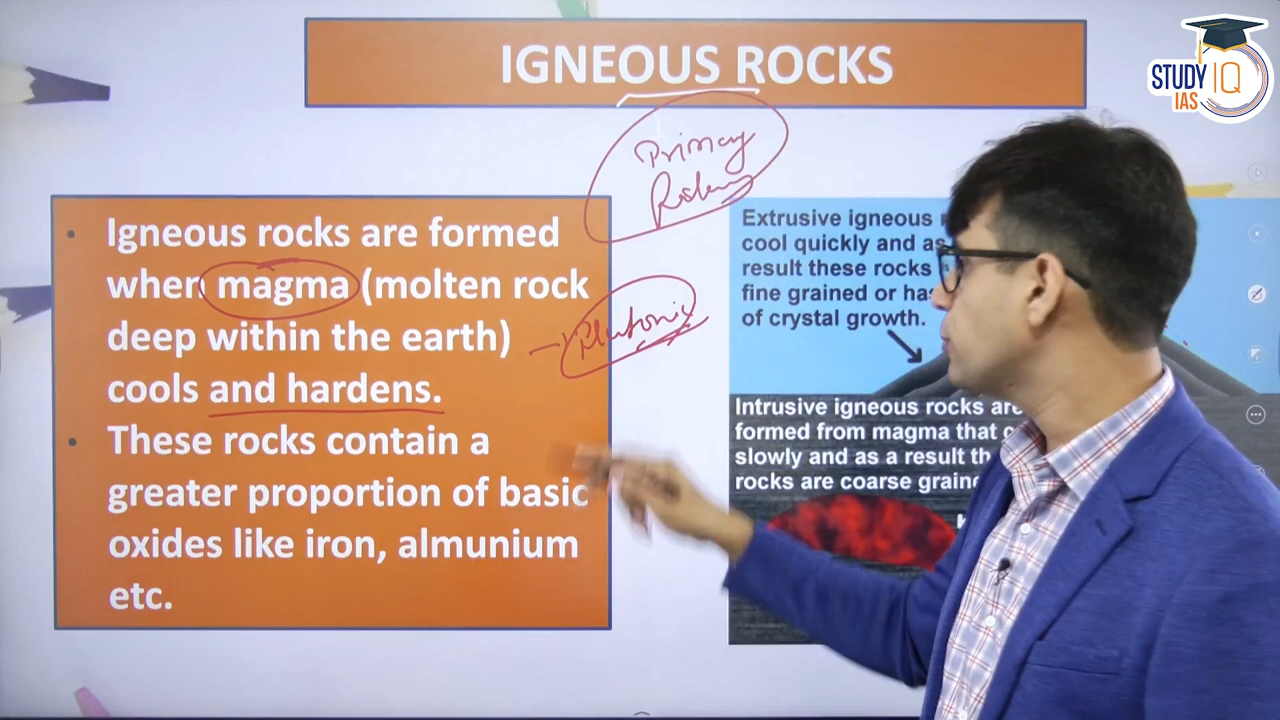 IGNEOUS ROCKS
STUDY IQ
IAS
Primary
Igneous rocks are formed
when magma (molten rock
deep within the earth)
cools and hardens.
These rocks contain a
greater proportion of basic
oxides like iron, almunium
etc.
Plutonic
Extrusive igneous
cool quickly and as
result these rocks
fine grained or has
of crystal growth.
Intrusive igneous rocks are
formed from magma that
slowly and as a result
rocks are coarse